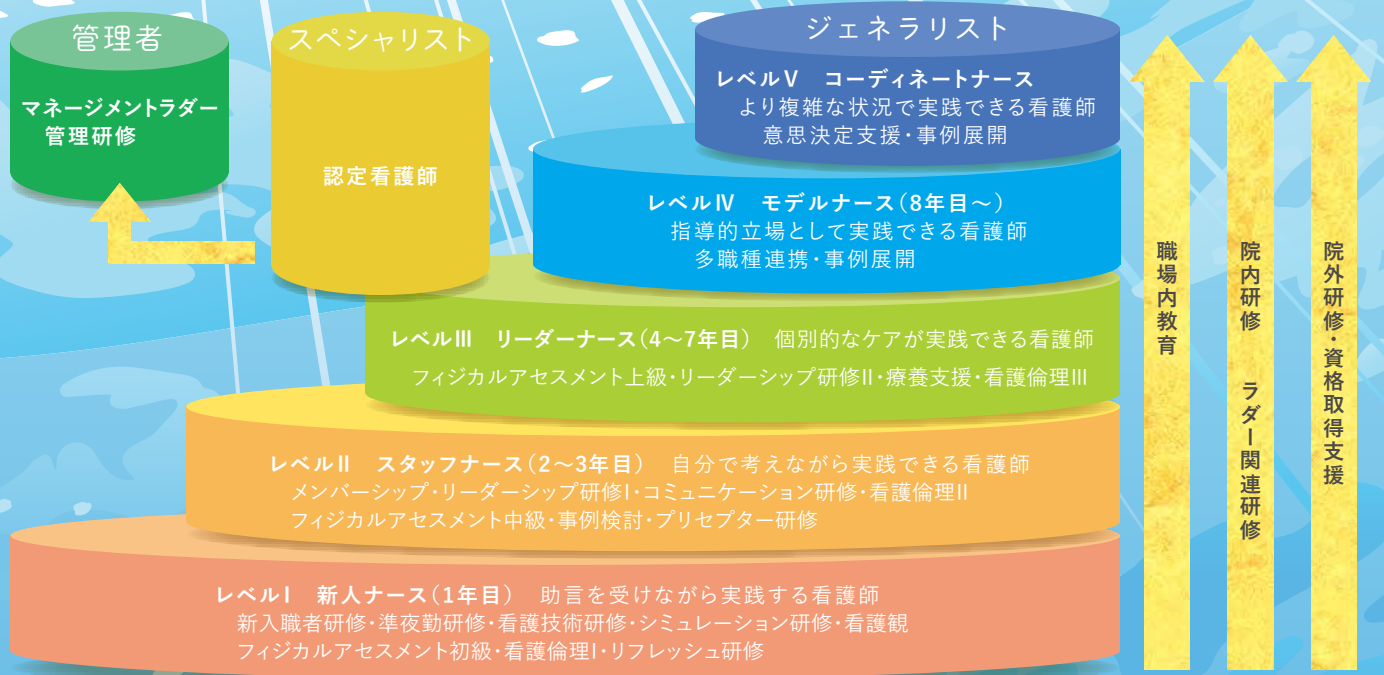 管理者
マネージメントラダー
管理研修
スペシャリスト
認定看護師
ジェネラリスト
レベルⅤ　コーディネートナース
より複雑な状況で実践できる看護師
意思決定支援・事例展開
レベルⅣ　モデルナース（8年目～）
指導的立場として実践できる看護師
多職種連携・事例展開
レベルⅢ　リーダーナース（4～7年目）　個別的なケアが実践できる看護師
フィジカルアセスメント上級・リーダーシップ研修Ⅱ・療養支援・看護倫理Ⅲ
レベルⅡ　スタッフナース（2～3年目）　自分で考えながら実践できる看護師
メンバーシップ・リーダーシップ研修Ⅰ・コミュニケーション研修・看護倫理Ⅱ
フィジカルアセスメント中級・事例検討・プリセプター研修
レベルⅠ　新人ナース（1年目）　助言を受けながら実践する看護師
新入職者研修・準夜勤研修・看護技術研修・シミュレーション研修・看護観
フィジカルアセスメント初級・看護倫理Ⅰ・リフレッシュ研修
職場内教育
院内研修　ラダー関連研修
院外研修・資格取得支援